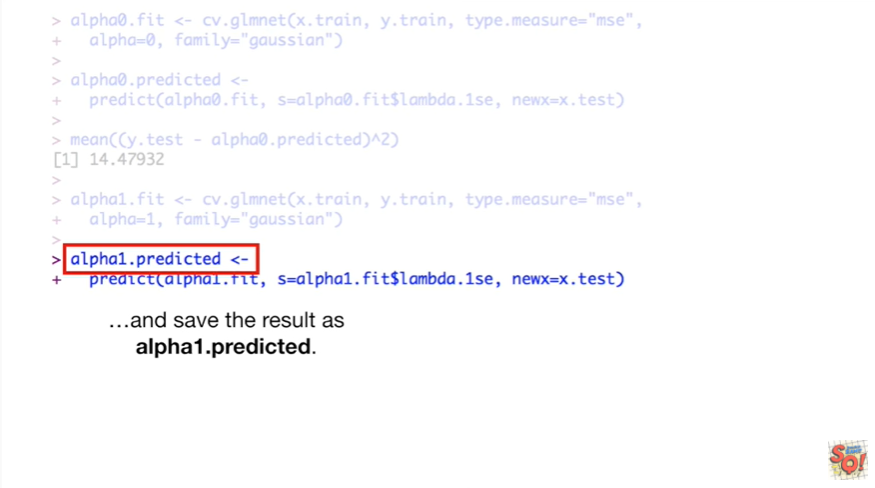 > alpha0.fit <- cv.glmnet(x.train, y.train, type.measure="mse",
+   alpha=0, family="gaussian")
>
> alpha0.predicted <-
+   predict(alpha0.fit, s=alpha0.fit$lambda.1se, newx=x.test)
>
> mean((y.test - alpha0.predicted)^2)
[1] 14.47932
>
> alpha1.fit <- cv.glmnet(x.train, y.train, type.measure="mse",
+   alpha=1, family="gaussian")
>
> alpha1.predicted <-
+   predict(alpha1.fit, s=alpha1.fit$lambda.1se, newx=x.test)
…and save the result as
alpha1.predicted.